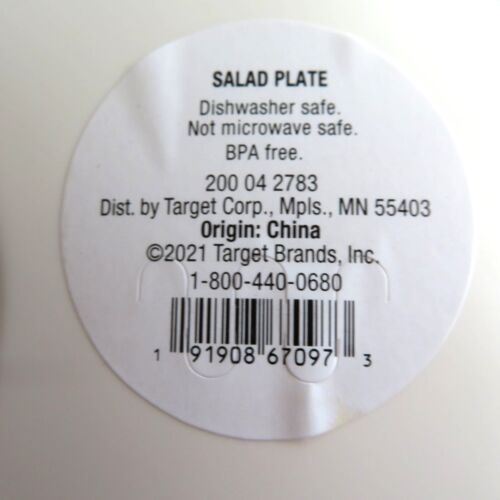 SALAD PLATE
Dishwasher safe.
Not microwave safe.
BPA free.
200 04 2783
Dist. by Target Corp., Mpls., MN 55403
Origin: China
©2021 Target Brands, Inc.
1-800-440-0680
1 91908 67097 3